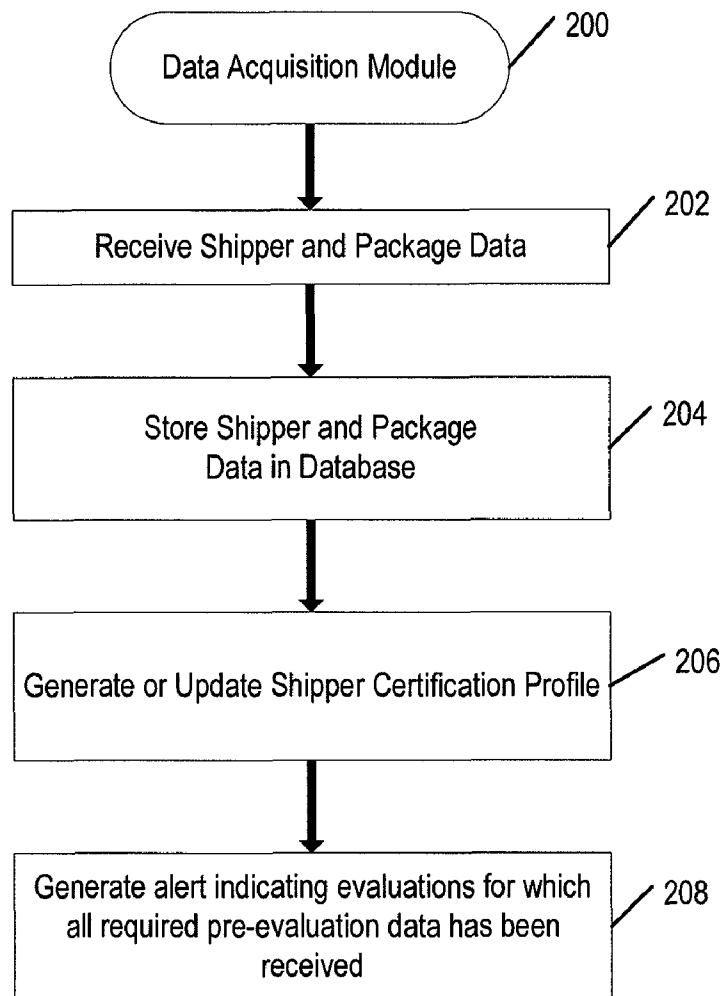 200
Data Acquisition Module
202
Receive Shipper and Package Data
204
Store Shipper and Package
Data in Database
206
Generate or Update Shipper Certification Profile
208
Generate alert indicating evaluations for which
all required pre-evaluation data has been
received